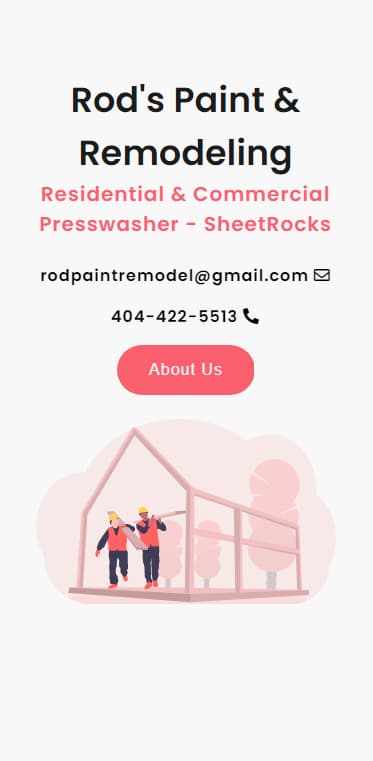 Rod's Paint &
Remodeling
Residential & Commercial
Presswasher - SheetRocks
rodpaintremodel@gmail.com
404-422-5513
About Us